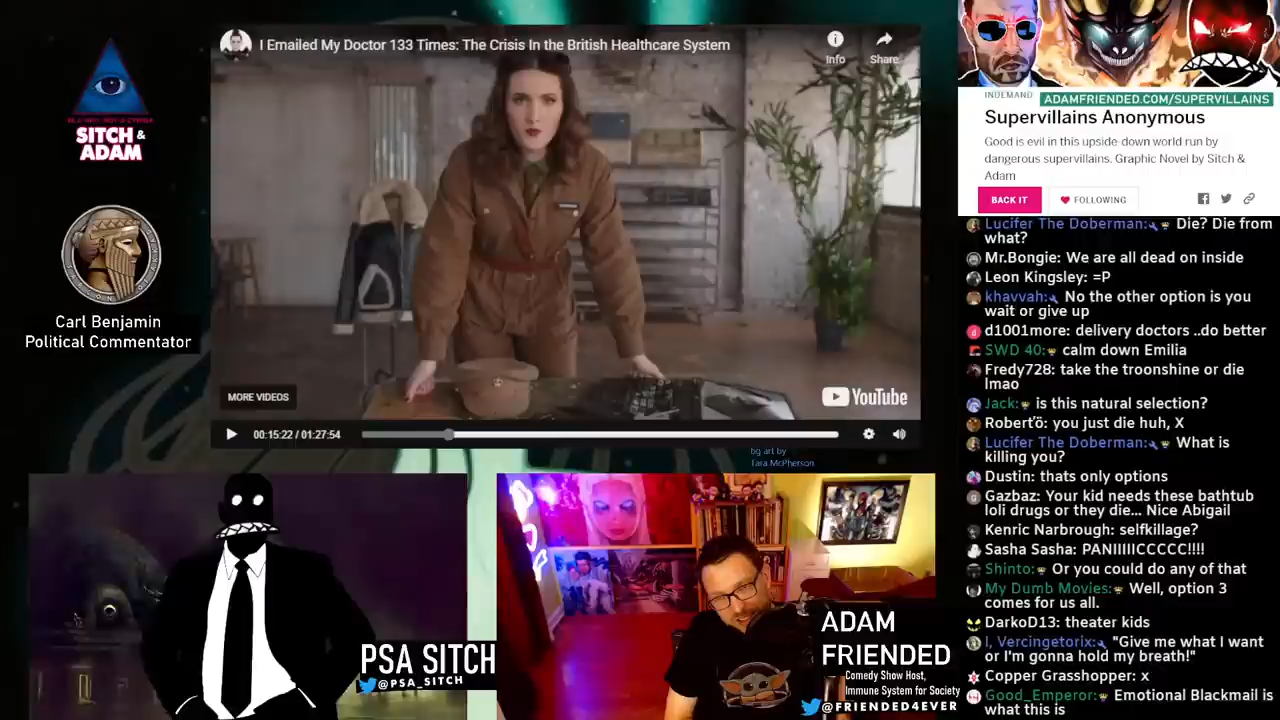 I Emailed My Doctor 133 Times: The Crisis In the British Healthcare System
Info
Share
SITCH &
ADAM
Carl Benjamin
Political Commentator
MORE VIDEOS
YouTube
00:15:22 / 01:27:54
bg art by
Tara McPherson
PSA SITCH
@PSA_SITCH
ADAM
FRIENDED
Comedy Show Host,
Immune System for Society
@FRIENDED4EVER
INDEMAND
ADAMFRIENDED.COM/SUPERVILLAINS
Supervillains Anonymous
Good is evil in this upside-down world run by
dangerous supervillains. Graphic Novel by Sitch &
Adam
BACK IT
FOLLOWING
Lucifer The Doberman: Die? Die from
what?
Mr.Bongie: We are all dead on inside
Leon Kingsley: =P
khavvah: No the other option is you
wait or give up
d1001more: delivery doctors ..do better
SWD 40: calm down Emilia
Fredy728: take the troonshine or die
lmao
Jack: is this natural selection?
Robertö: you just die huh, X
Lucifer The Doberman: What is
killing you?
Dustin: thats only options
Gazbaz: Your kid needs these bathtub
loli drugs or they die... Nice Abigail
Kenric Narbrough: selfkillage?
Sasha Sasha: PANIIIICCCCC!!!!
Shinto: Or you could do any of that
My Dumb Movies: Well, option 3
comes for us all.
DarkoD13: theater kids
I, Vercingetorix: "Give me what I want
or I'm gonna hold my breath!"
Copper Grasshopper: x
Good_Emperor: Emotional Blackmail is
what this is